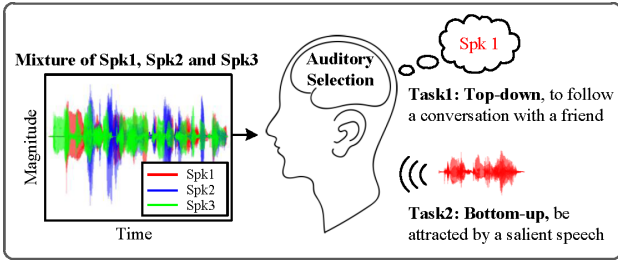 Mixture of Spk1, Spk2 and Spk3
Magnitude
Spk1
Spk2
Spk3
Time
Auditory
Selection
Spk 1
Task1: Top-down, to follow
a conversation with a friend
Task2: Bottom-up, be
attracted by a salient speech